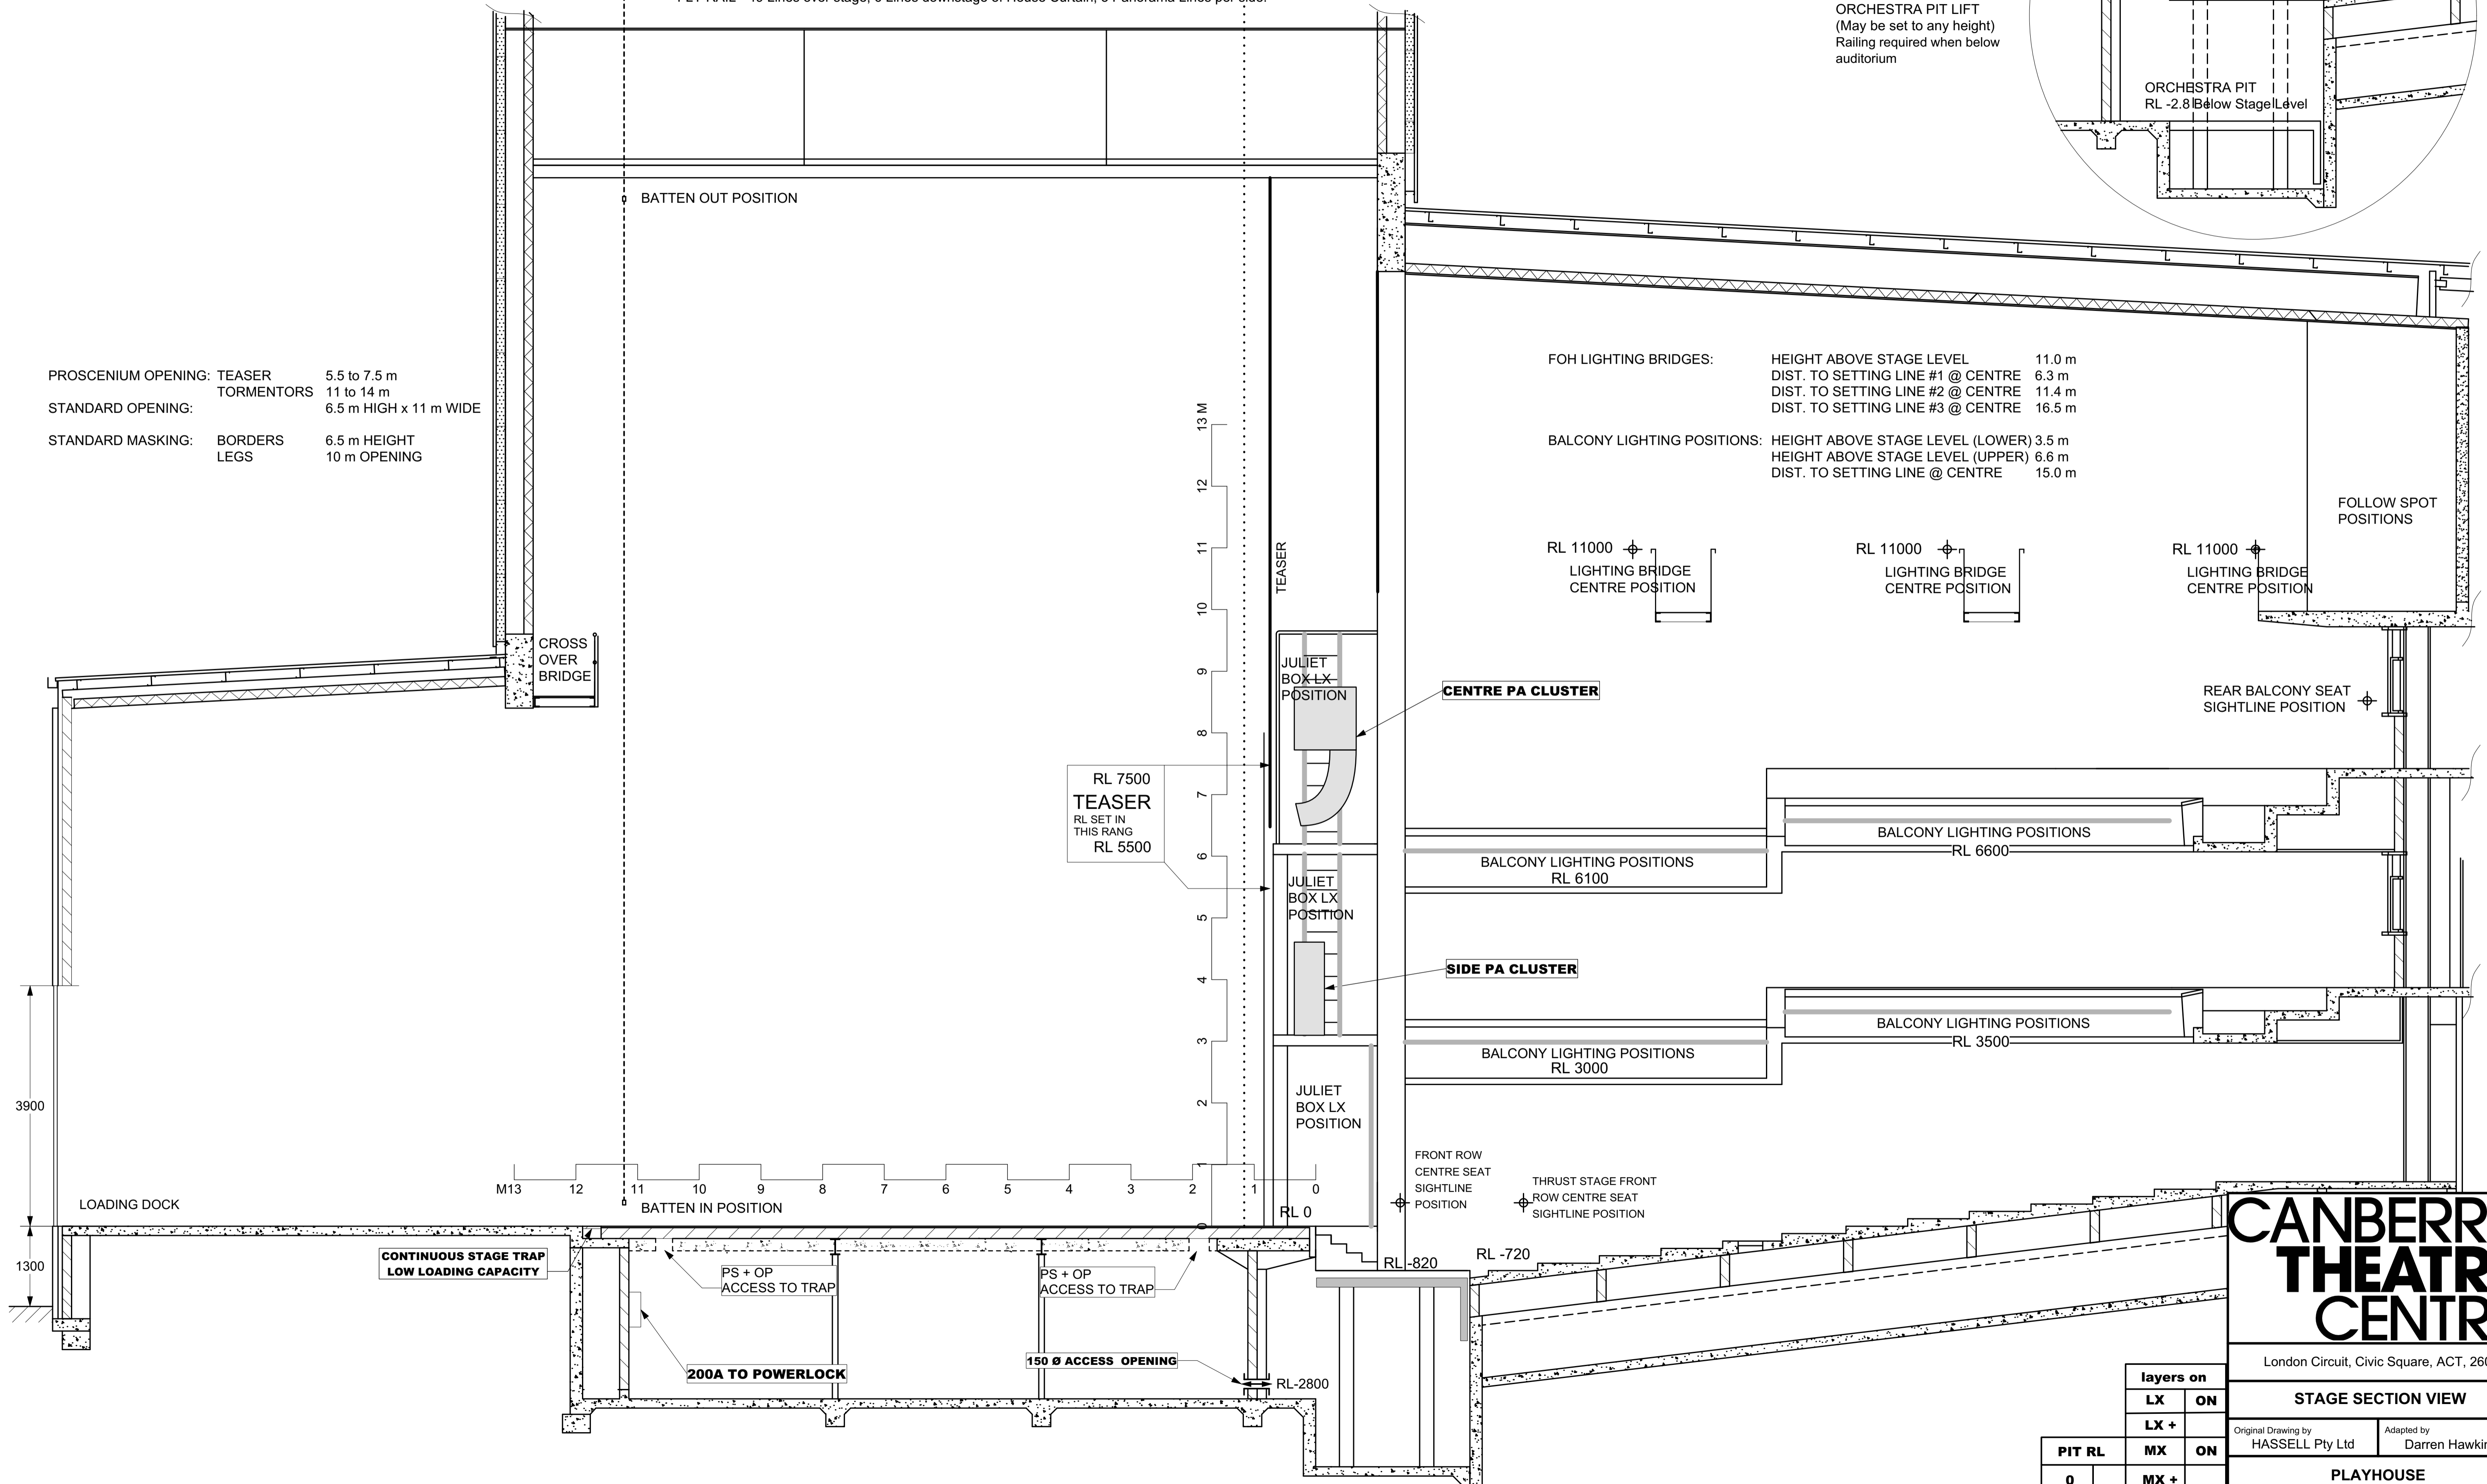 ORCHESTRA PIT LIFT
(May be set to any height)
Railing required when below
auditorium
ORCHESTRA PIT
RL -2.8 Below Stage Level
BATTEN OUT POSITION
PROSCENIUM OPENING: TEASER 5.5 to 7.5 m
TORMENTORS 11 to 14 m
STANDARD OPENING: 6.5 m HIGH x 11 m WIDE
STANDARD MASKING: BORDERS 6.5 m HEIGHT
LEGS 10 m OPENING
FOH LIGHTING BRIDGES: HEIGHT ABOVE STAGE LEVEL 11.0 m
DIST. TO SETTING LINE #1 @ CENTRE 6.3 m
DIST. TO SETTING LINE #2 @ CENTRE 11.4 m
DIST. TO SETTING LINE #3 @ CENTRE 16.5 m
BALCONY LIGHTING POSITIONS: HEIGHT ABOVE STAGE LEVEL (LOWER) 3.5 m
HEIGHT ABOVE STAGE LEVEL (UPPER) 6.6 m
DIST. TO SETTING LINE @ CENTRE 15.0 m
FOLLOW SPOT
POSITIONS
13 M
12
11
10
9
8
7
6
5
4
3
2
1
0
TEASER
RL 11000
LIGHTING BRIDGE
CENTRE POSITION
RL 11000
LIGHTING BRIDGE
CENTRE POSITION
RL 11000
LIGHTING BRIDGE
CENTRE POSITION
CROSS
OVER
BRIDGE
JULIET
BOX LX
POSITION
CENTRE PA CLUSTER
REAR BALCONY SEAT
SIGHTLINE POSITION
RL 7500
TEASER
RL SET IN
THIS RANG
RL 5500
BALCONY LIGHTING POSITIONS
RL 6600
BALCONY LIGHTING POSITIONS
RL 6100
JULIET
BOX LX
POSITION
SIDE PA CLUSTER
BALCONY LIGHTING POSITIONS
RL 3500
BALCONY LIGHTING POSITIONS
RL 3000
JULIET
BOX LX
POSITION
3900
1300
FRONT ROW
CENTRE SEAT
SIGHTLINE
POSITION
THRUST STAGE FRONT
ROW CENTRE SEAT
SIGHTLINE POSITION
M13 12 11 10 9 8 7 6 5 4 3 2 1 0
LOADING DOCK
BATTEN IN POSITION
RL 0
CONTINUOUS STAGE TRAP
LOW LOADING CAPACITY
PS + OP
ACCESS TO TRAP
PS + OP
ACCESS TO TRAP
RL -820
RL -720
200A TO POWERLOCK
150 Ø ACCESS OPENING
RL-2800
CANBERR
THEATR
CENTR
London Circuit, Civic Square, ACT, 260
STAGE SECTION VIEW
Original Drawing by
HASSELL Pty Ltd
Adapted by
Darren Hawkin
PLAYHOUSE
layers on
LX ON
LX +
PIT RL MX ON
0 MX +